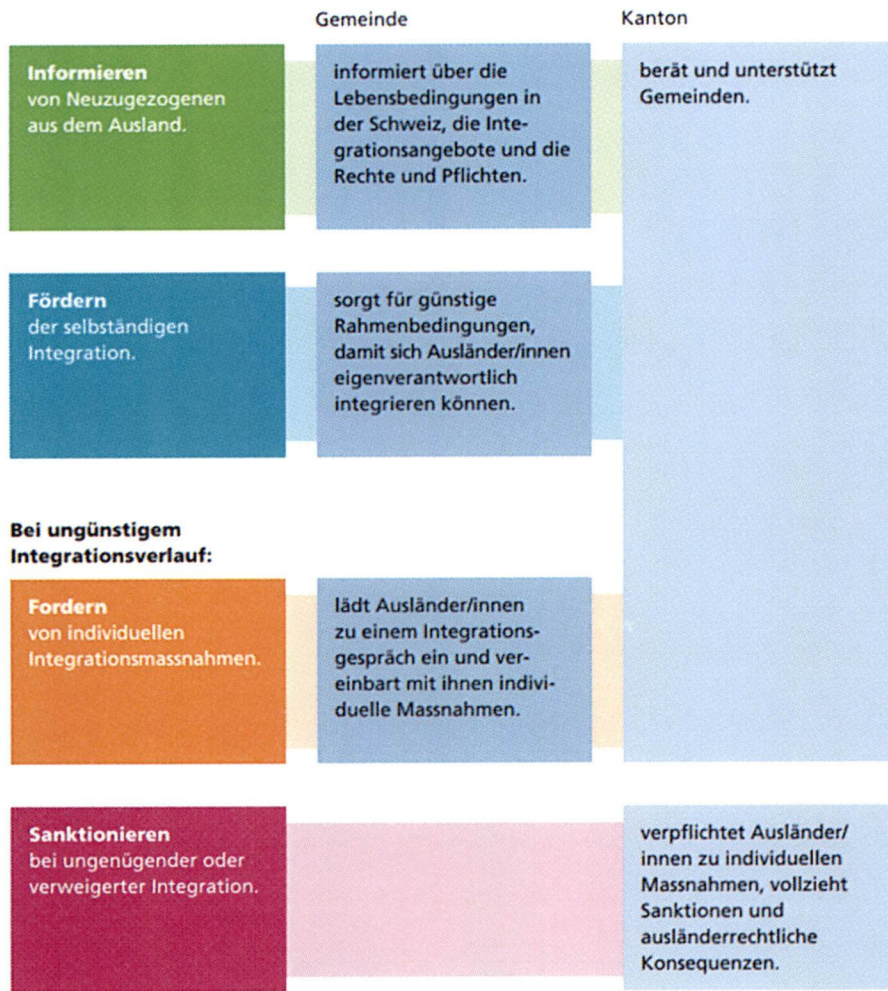 Gemeinde
Kanton
Informieren
von Neuzugezogenen
aus dem Ausland.
informiert über die
Lebensbedingungen in
der Schweiz, die Inte-
grationsangebote und die
Rechte und Pflichten.
berät und unterstützt
Gemeinden.
Fördern
der selbständigen
Integration.
sorgt für günstige
Rahmenbedingungen,
damit sich Ausländer/innen
eigenverantwortlich
integrieren können.
Bei ungünstigem
Integrationsverlauf:
Fordern
von individuellen
Integrationsmassnahmen.
lädt Ausländer/innen
zu einem Integrations-
gespräch ein und ver-
einbart mit ihnen indivi-
duelle Massnahmen.
Sanktionieren
bei ungenügender oder
verweigerter Integration.
verpflichtet Ausländer/
innen zu individuellen
Massnahmen, vollzieht
Sanktionen und
ausländerrechtliche
Konsequenzen.